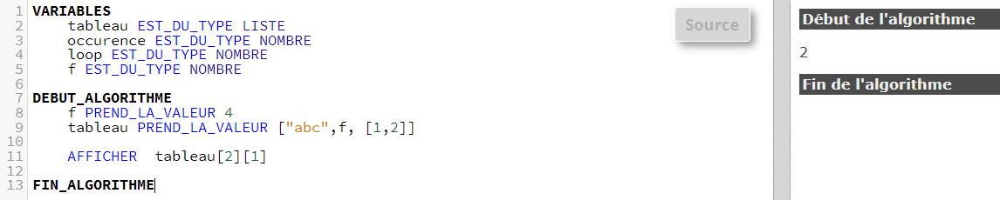 1 VARIABLES
2 tableau EST_DU_TYPE LISTE
3 occurence EST_DU_TYPE NOMBRE
4 loop EST_DU_TYPE NOMBRE
5 f EST_DU_TYPE NOMBRE
6
7 DEBUT_ALGORITHME
8 f PREND_LA_VALEUR 4
9 tableau PREND_LA_VALEUR ["abc",f, [1,2]]
10
11 AFFICHER  tableau[2][1]
12
13 FIN_ALGORITHME
Source
Début de l'algorithme
2
Fin de l'algorithme